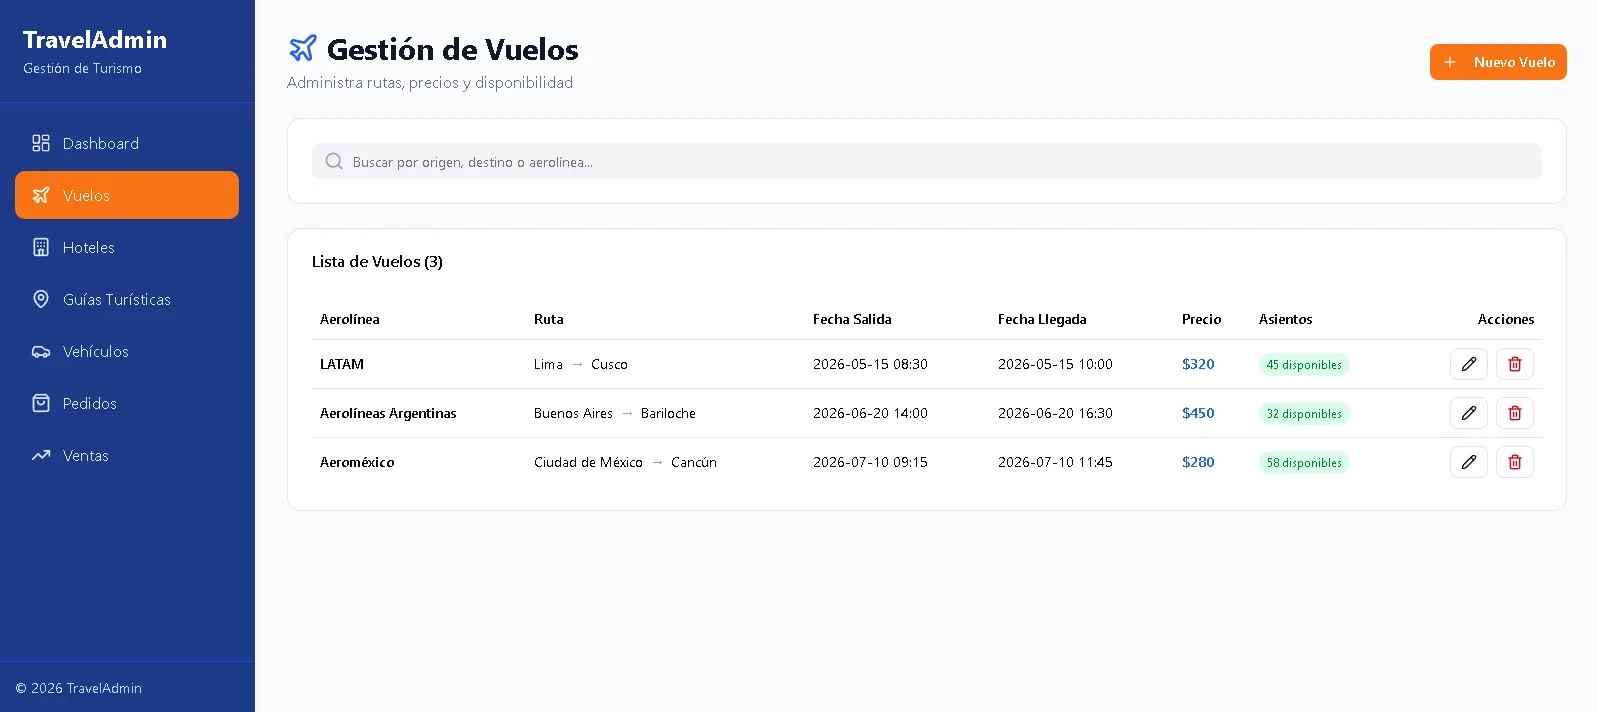 TravelAdmin
Gestión de Turismo
Dashboard
Vuelos
Hoteles
Guías Turísticas
Vehículos
Pedidos
Ventas
© 2026 TravelAdmin
Gestión de Vuelos
Administra rutas, precios y disponibilidad
+ Nuevo Vuelo
Buscar por origen, destino o aerolínea...
Lista de Vuelos (3)
Aerolínea Ruta Fecha Salida Fecha Llegada Precio Asientos Acciones
LATAM Lima → Cusco 2026-05-15 08:30 2026-05-15 10:00 $320 45 disponibles
Aerolíneas Argentinas Buenos Aires → Bariloche 2026-06-20 14:00 2026-06-20 16:30 $450 32 disponibles
Aeroméxico Ciudad de México → Cancún 2026-07-10 09:15 2026-07-10 11:45 $280 58 disponibles